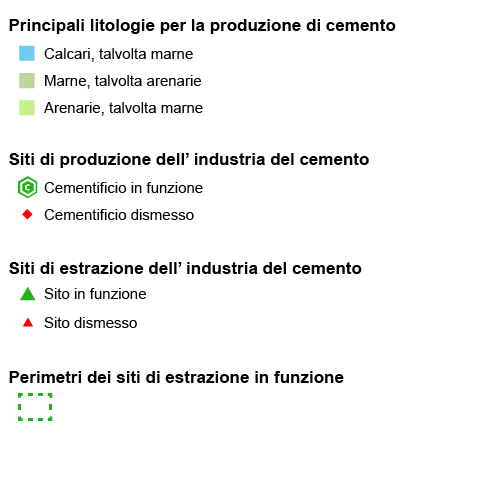 Principali litologie per la produzione di cemento
Calcari, talvolta marne
Marne, talvolta arenarie
Arenarie, talvolta marne
Siti di produzione dell’ industria del cemento
C Cementificio in funzione
Cementificio dismesso
Siti di estrazione dell’ industria del cemento
Sito in funzione
Sito dismesso
Perimetri dei siti di estrazione in funzione